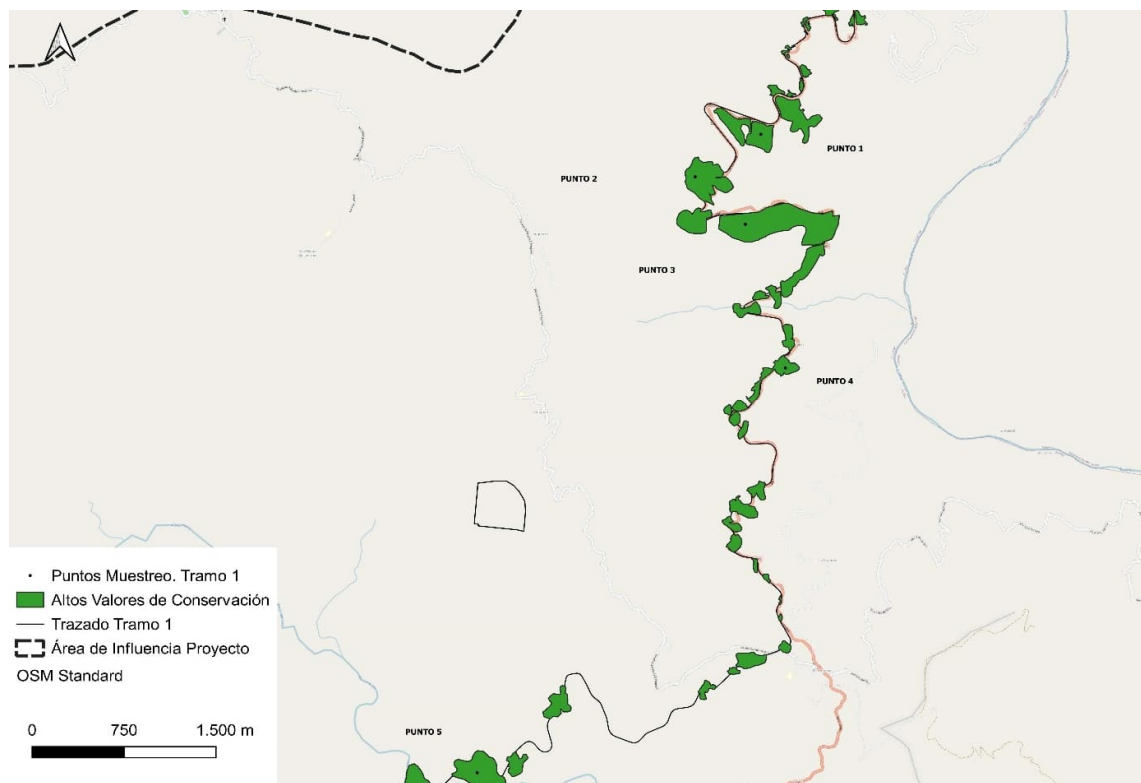 PUNTO 1
PUNTO 2
PUNTO 3
PUNTO 4
PUNTO 5
Puntos Muestreo. Tramo 1
Altos Valores de Conservación
Trazado Tramo 1
Área de Influencia Proyecto
OSM Standard
0 750 1.500 m